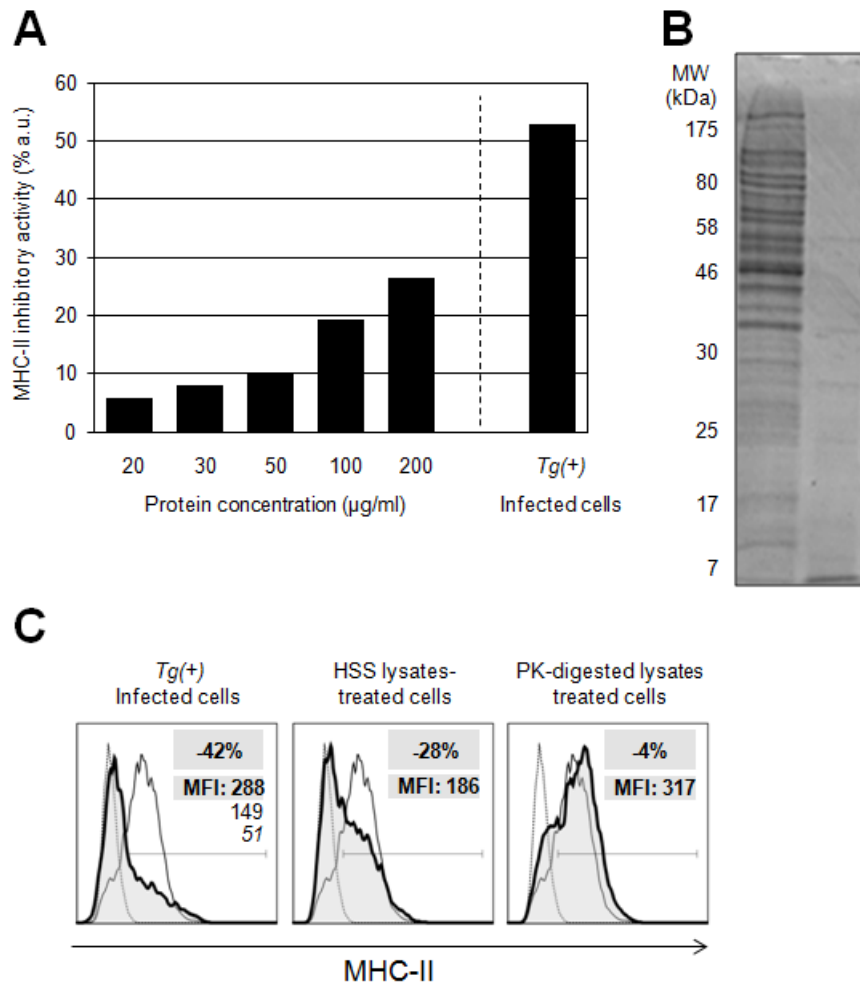 A
MHC-II inhibitory activity (% a.u.)
60
50
40
30
20
10
0
20 30 50 100 200 Tg(+)
Protein concentration (µg/ml) Infected cells
B
MW
(kDa)
175
80
58
46
30
25
17
7
C
Tg(+)
Infected cells
-42%
MFI: 288
149
51
HSS lysates-
treated cells
-28%
MFI: 186
PK-digested lysates
treated cells
-4%
MFI: 317
MHC-II